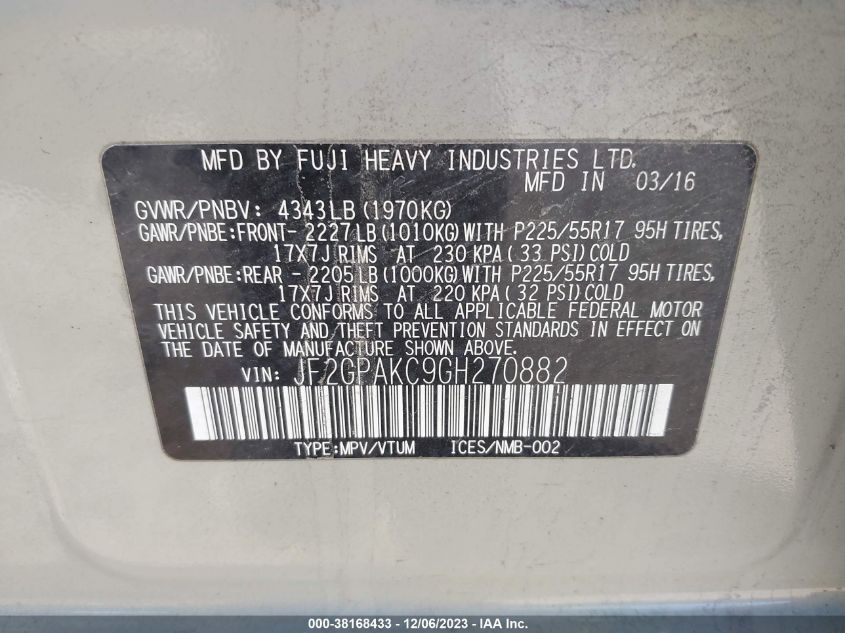 MFD BY FUJI HEAVY INDUSTRIES LTD.
MFD IN 03/16
GVWR/PNBV: 4343LB(1970KG)
GAWR/PNBE:FRONT- 2227LB(1010KG)WITH P225/55R17 95H TIRES,
17X7J RIMS AT 230 KPA( 33 PSI)COLD
GAWR/PNBE:REAR - 2205LB(1000KG)WITH P225/55R17 95H TIRES,
17X7J RIMS AT 220 KPA( 32 PSI)COLD
THIS VEHICLE CONFORMS TO ALL APPLICABLE FEDERAL MOTOR
VEHICLE SAFETY AND THEFT PREVENTION STANDARDS IN EFFECT ON
THE DATE OF MANUFACTURE SHOWN ABOVE.
VIN: JF2GPAKC9GH270882
TYPE:MPV/VTUM ICES/NMB-002
000-38168433 - 12/06/2023 - IAA Inc.